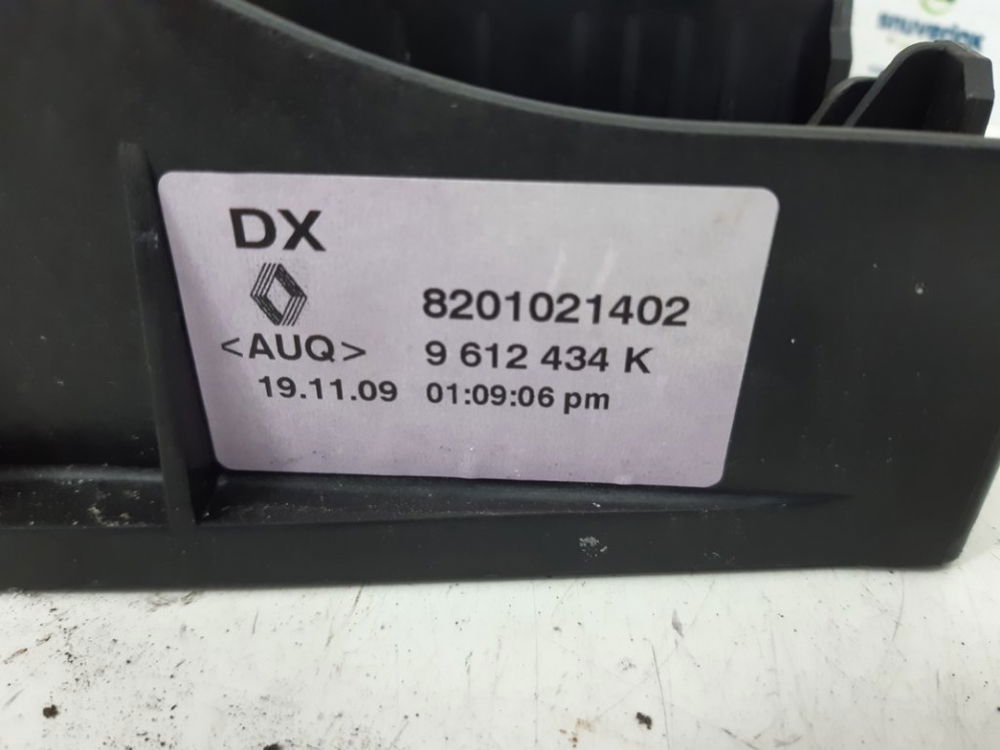 DX
8201021402
<AUQ> 9 612 434 K
19.11.09 01:09:06 pm